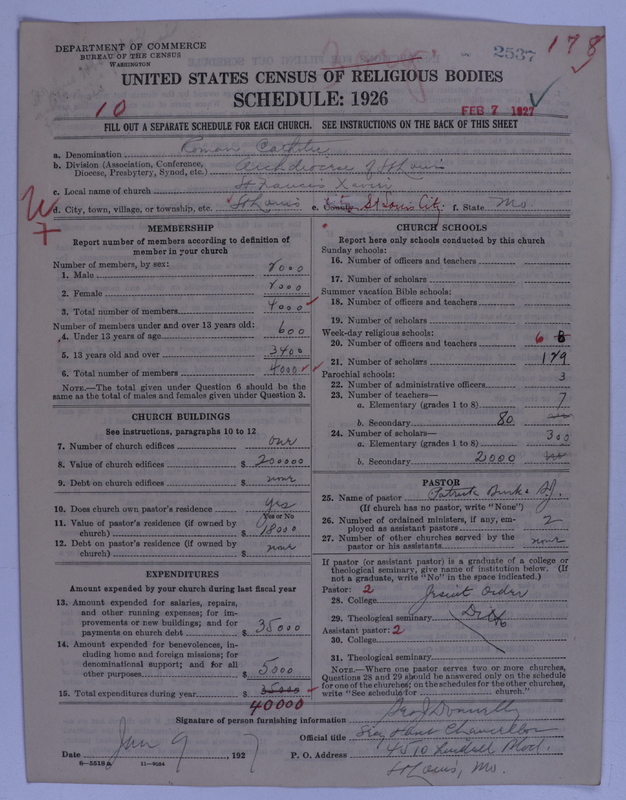 DEPARTMENT OF COMMERCE
BUREAU OF THE CENSUS
WASHINGTON
2537
178
UNITED STATES CENSUS OF RELIGIOUS BODIES
SCHEDULE: 1926
10
FEB 7 1927
FILL OUT A SEPARATE SCHEDULE FOR EACH CHURCH. SEE INSTRUCTIONS ON THE BACK OF THIS SHEET
a. Denomination Roman Catholic
b. Division (Association, Conference, Diocese, Presbytery, Synod, etc.) Archdiocese of St Louis
c. Local name of church St Francis Xavier
d. City, town, village, or township, etc. St Louis e. County St Louis City f. State Mo.
MEMBERSHIP
Report number of members according to definition of
member in your church
Number of members, by sex:
1. Male 2000
2. Female 2000
3. Total number of members 4000
Number of members under and over 13 years old:
4. Under 13 years of age 600
5. 13 years old and over 3400
6. Total number of members 4000
NOTE.—The total given under Question 6 should be the
same as the total of males and females given under Question 3.
CHURCH BUILDINGS
See instructions, paragraphs 10 to 12
7. Number of church edifices One
8. Value of church edifices $ 200000
9. Debt on church edifices $ none
10. Does church own pastor's residence yes
Yes or No
11. Value of pastor's residence (if owned by
church) $ 18000
12. Debt on pastor's residence (if owned by
church) $ none
EXPENDITURES
Amount expended by your church during last fiscal year
13. Amount expended for salaries, repairs,
and other running expenses; for im-
provements or new buildings; and for
payments on church debt $ 35000
14. Amount expended for benevolences, in-
cluding home and foreign missions; for
denominational support; and for all
other purposes $ 5000
15. Total expenditures during year $ 35000
40000
CHURCH SCHOOLS
Report here only schools conducted by this church
Sunday schools:
16. Number of officers and teachers
17. Number of scholars
Summer vacation Bible schools:
18. Number of officers and teachers
19. Number of scholars
Week-day religious schools:
20. Number of officers and teachers 6 8
21. Number of scholars 179
Parochial schools:
22. Number of administrative officers 3
23. Number of teachers—
a. Elementary (grades 1 to 8) 7
b. Secondary 80
24. Number of scholars—
a. Elementary (grades 1 to 8) 300
b. Secondary 2000
PASTOR
25. Name of pastor Patrick Burke SJ.
(If church has no pastor, write "None")
26. Number of ordained ministers, if any, em-
ployed as assistant pastors 2
27. Number of other churches served by the
pastor or his assistants none
If pastor (or assistant pastor) is a graduate of a college or
theological seminary, give name of institution below. (If
not a graduate, write "No" in the space indicated.)
Pastor: 2
28. College Jesuit Order
29. Theological seminary Ditto
Assistant pastor: 2
30. College
31. Theological seminary
NOTE.—Where one pastor serves two or more churches,
Questions 28 and 29 should be answered only on the schedule
for one of the churches; on the schedules for the other churches,
write "See schedule for church."
Signature of person furnishing information Geo J Donnelly
Official title Chancellor
Date Jan 9 1927
P. O. Address 4510 Lindell Blvd.
St Louis, Mo.
8—5518a 11—9184